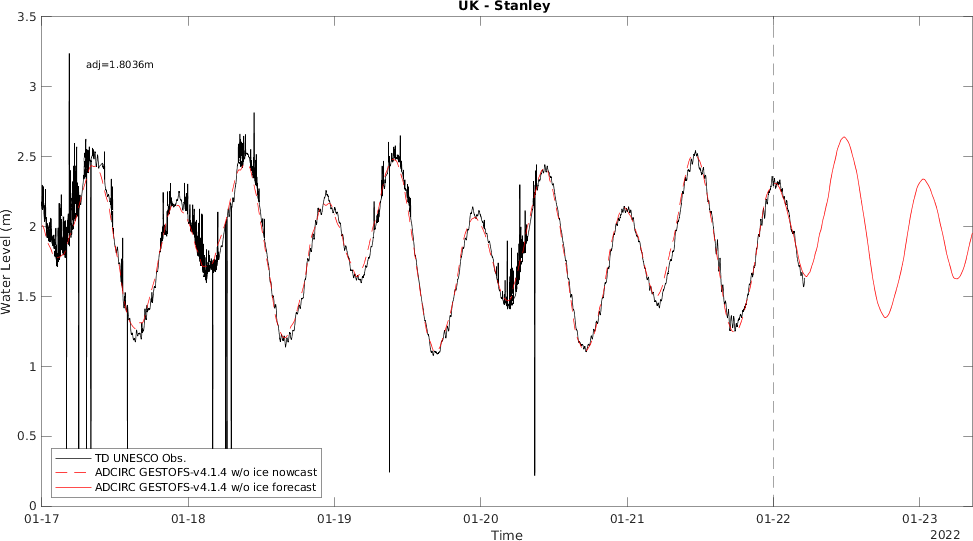 UK - Stanley
3.5
adj=1.8036m
3
2.5
2
1.5
1
0.5
0
Water Level (m)
TD UNESCO Obs.
ADCIRC GESTOFS-v4.1.4 w/o ice nowcast
ADCIRC GESTOFS-v4.1.4 w/o ice forecast
01-17 01-18 01-19 01-20 01-21 01-22 01-23
Time
2022